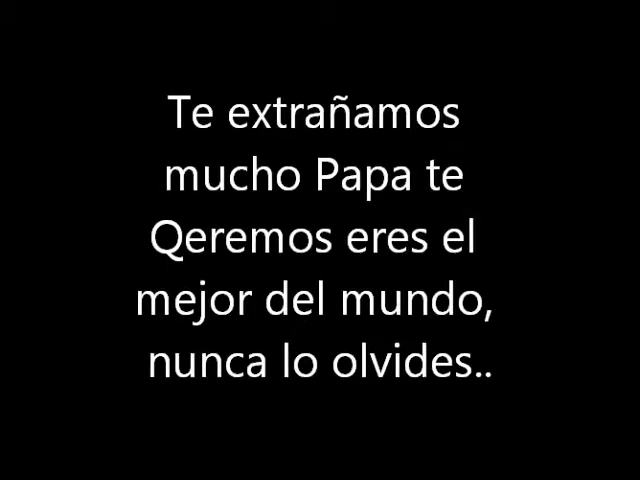 Te extrañamos
mucho Papa te
Qeremos eres el
mejor del mundo,
nunca lo olvides..